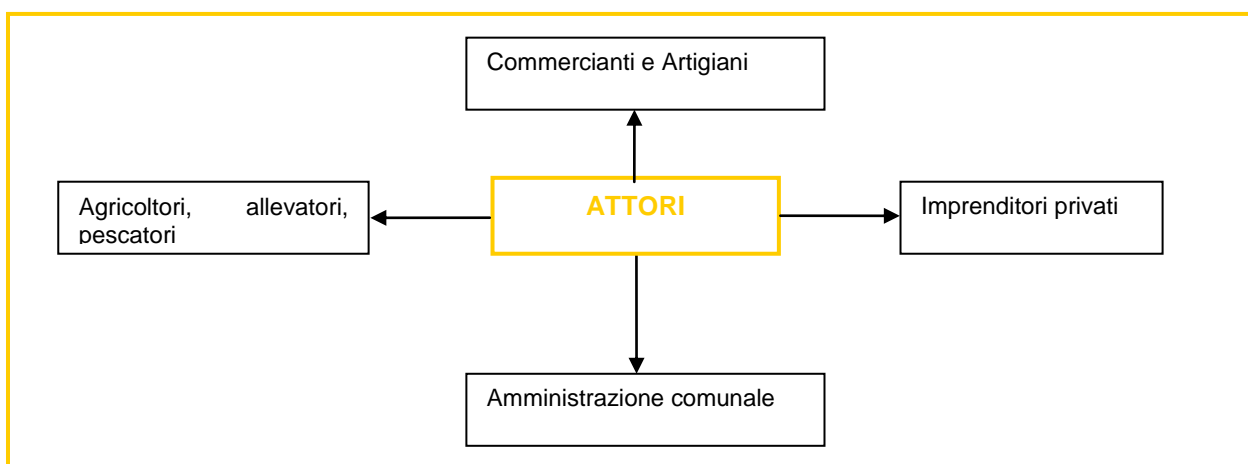 Commercianti e Artigiani
Agricoltori, allevatori,
pescatori
ATTORI
Imprenditori privati
Amministrazione comunale